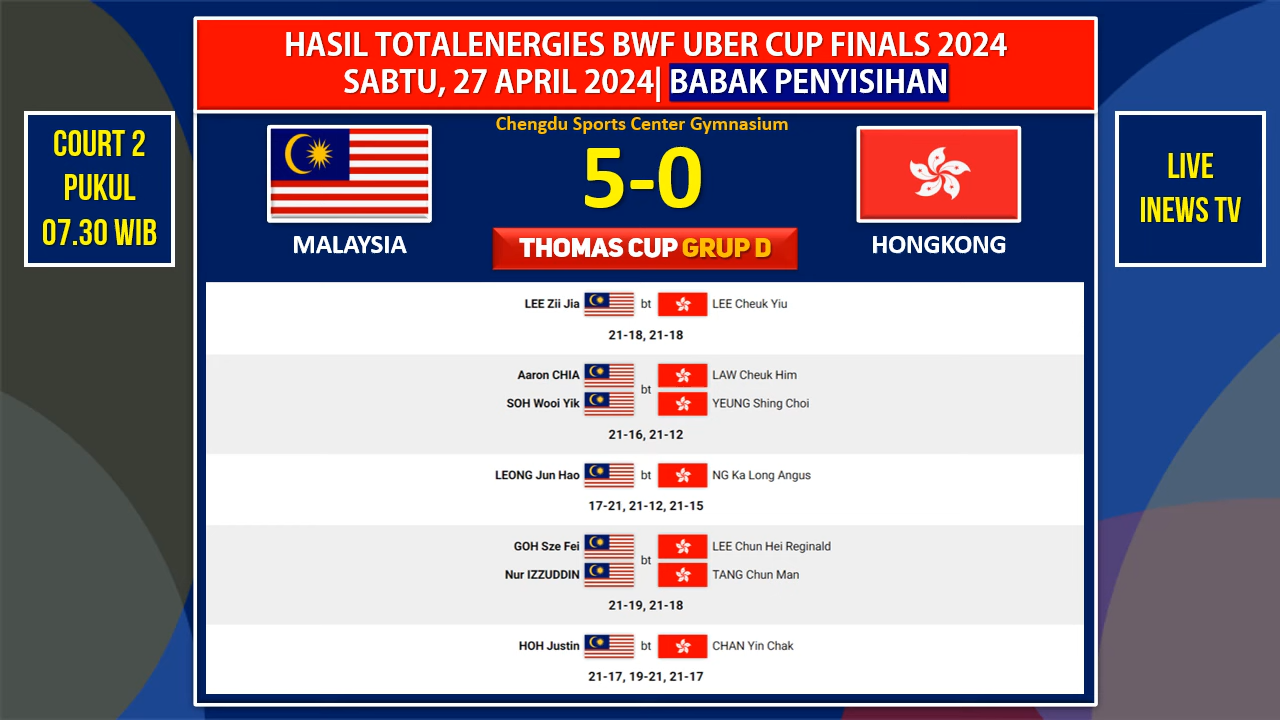 HASIL TOTALENERGIES BWF UBER CUP FINALS 2024
SABTU, 27 APRIL 2024| BABAK PENYISIHAN
COURT 2
PUKUL
07.30 WIB
Chengdu Sports Center Gymnasium
5-0
MALAYSIA
HONGKONG
THOMAS CUP GRUP D
LIVE
INEWS TV
LEE Zii Jia bt LEE Cheuk Yiu
21-18, 21-18
Aaron CHIA LAW Cheuk Him
bt
SOH Wooi Yik YEUNG Shing Choi
21-16, 21-12
LEONG Jun Hao bt NG Ka Long Angus
17-21, 21-12, 21-15
GOH Sze Fei LEE Chun Hei Reginald
bt
Nur IZZUDDIN TANG Chun Man
21-19, 21-18
HOH Justin bt CHAN Yin Chak
21-17, 19-21, 21-17